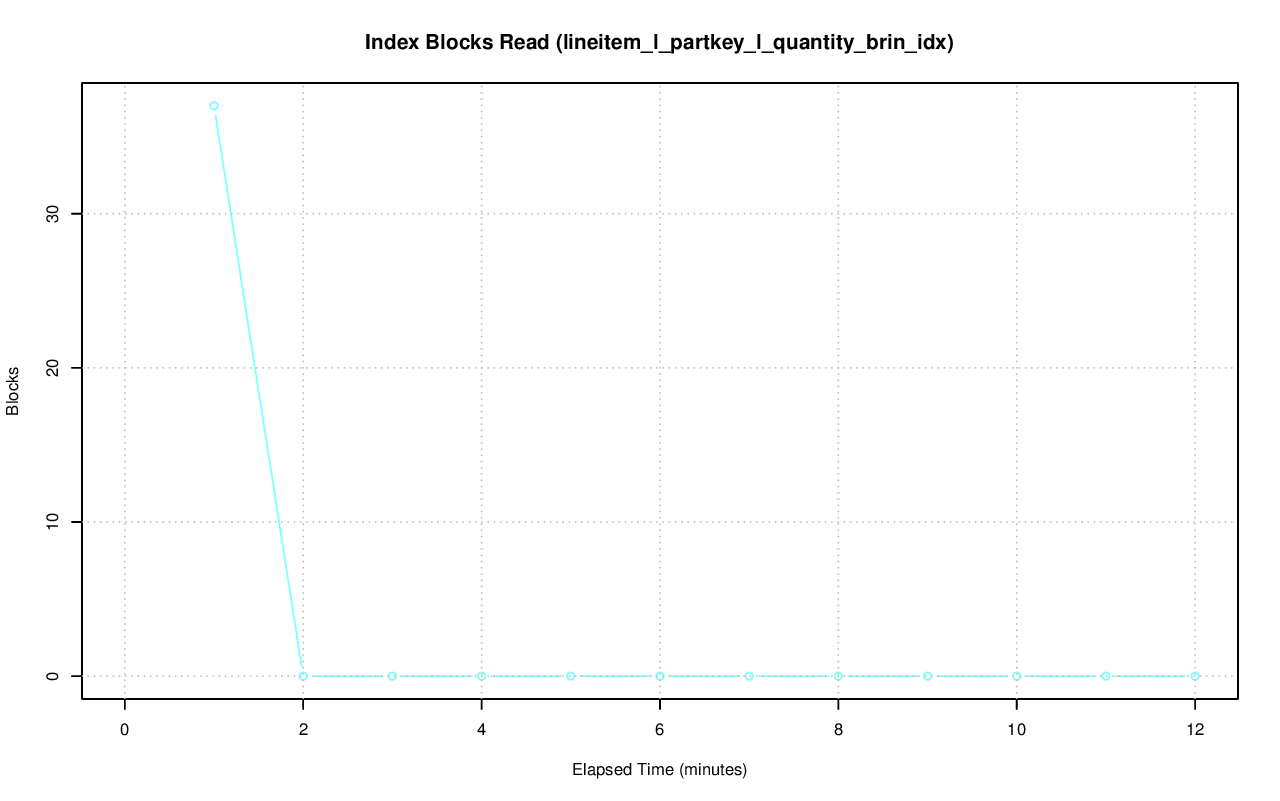 Index Blocks Read (lineitem_l_partkey_l_quantity_brin_idx)
30
20
10
0
Blocks
0 2 4 6 8 10 12
Elapsed Time (minutes)